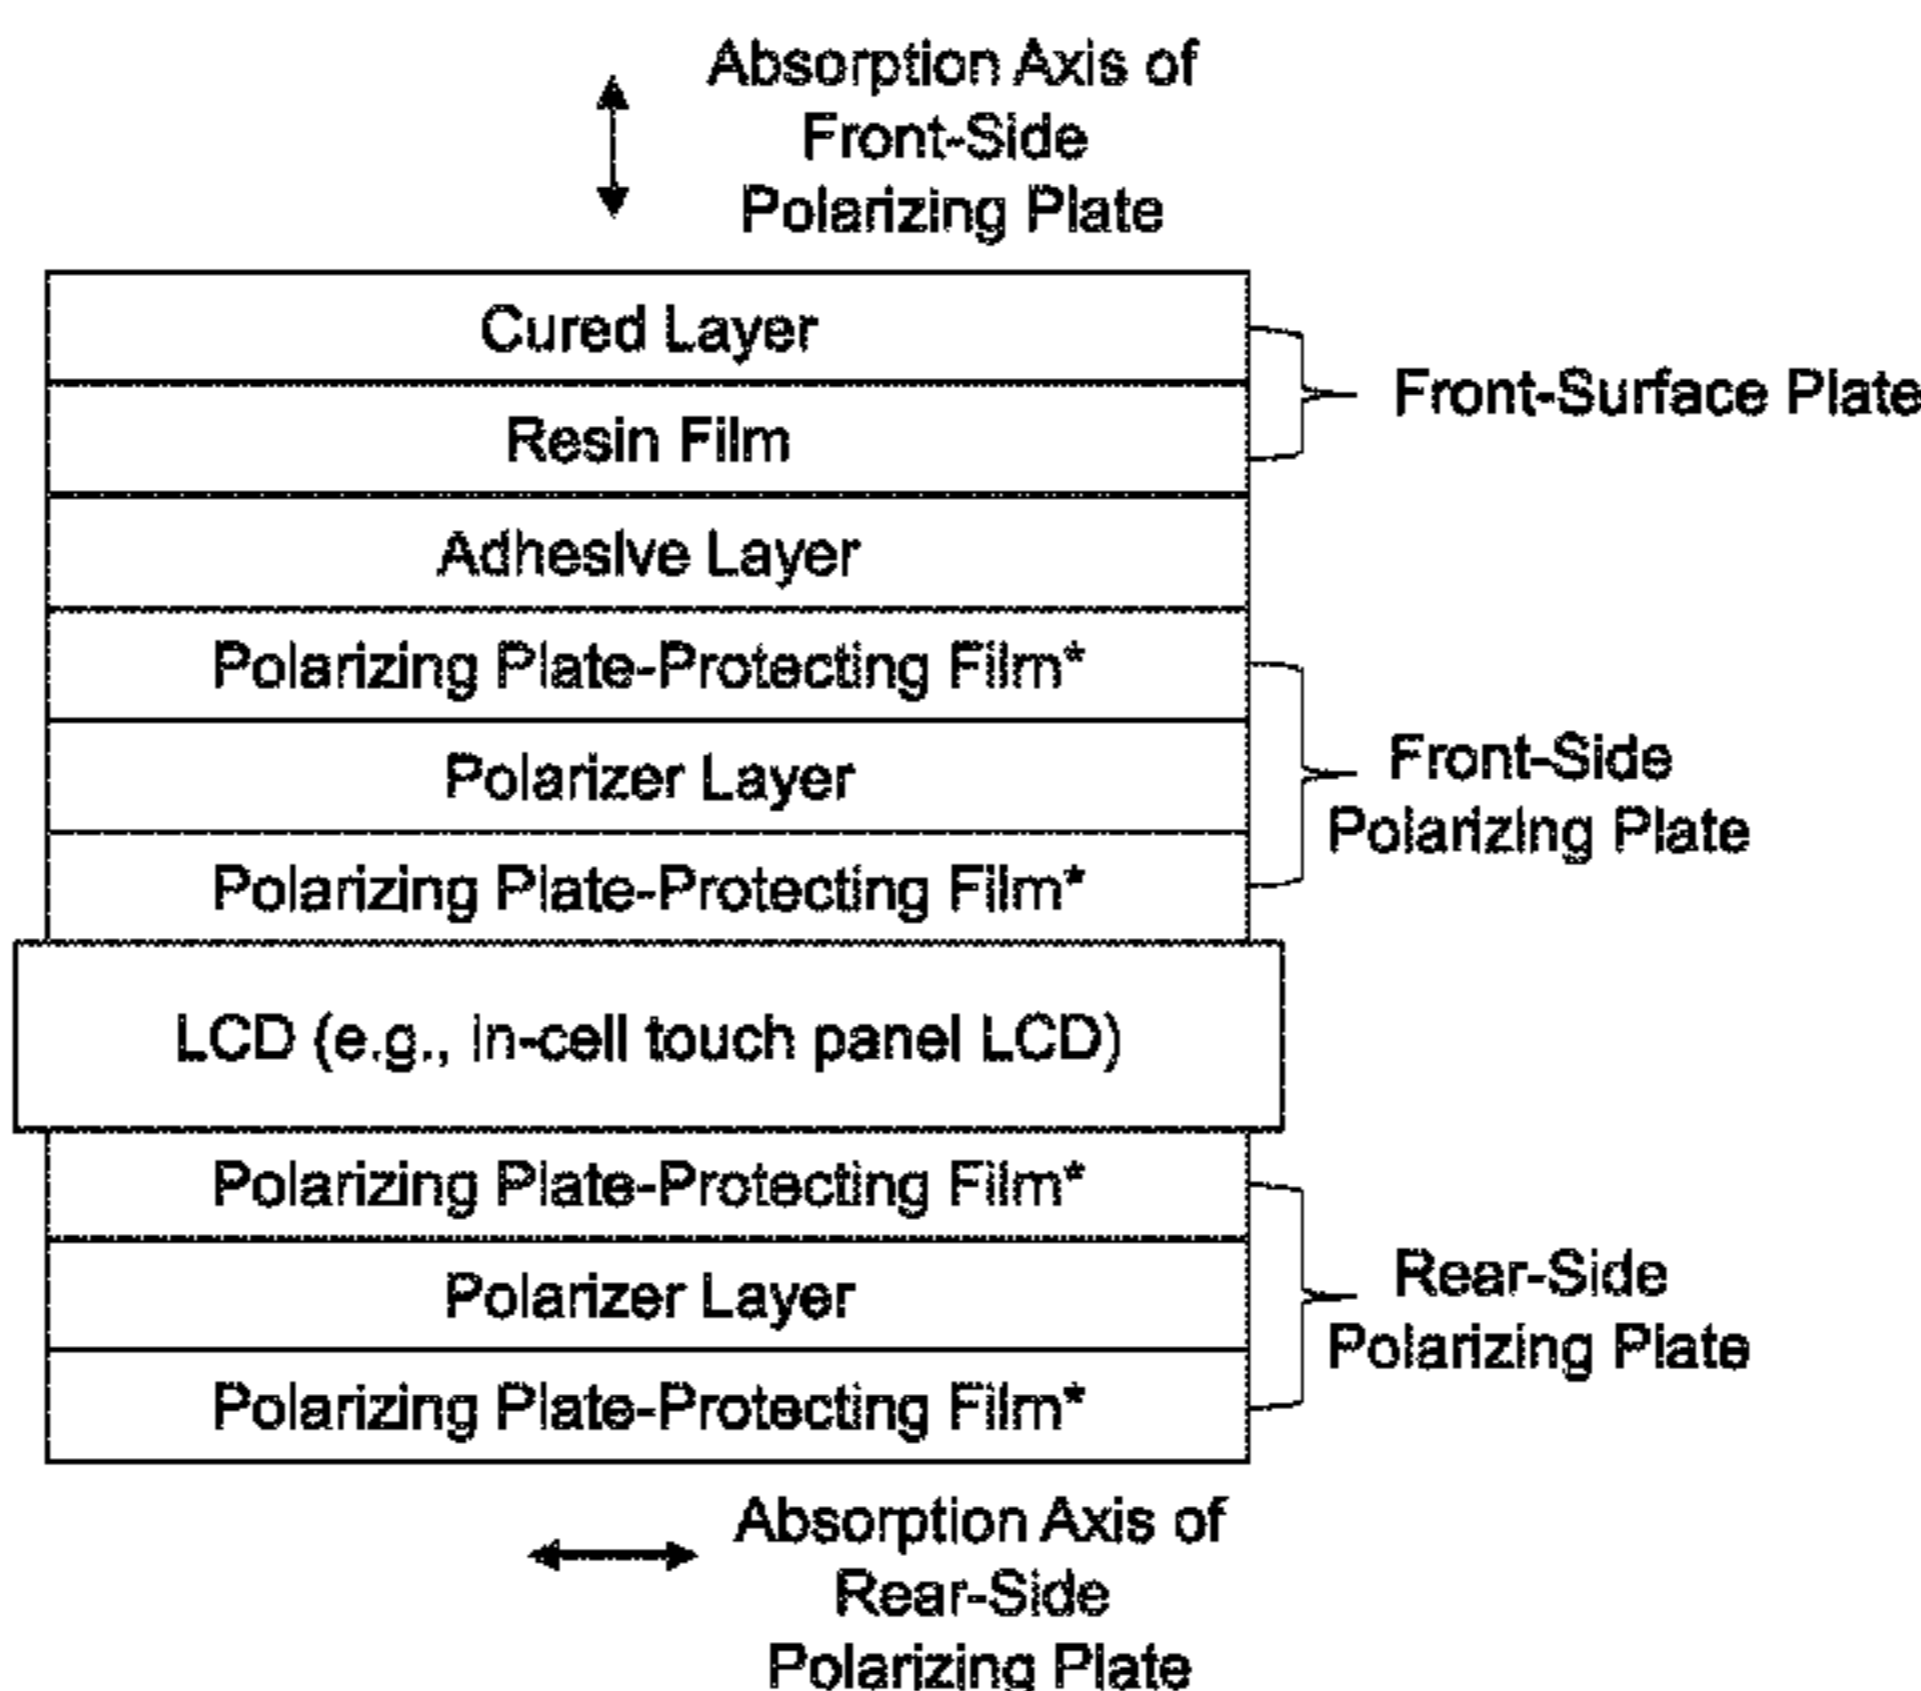 Absorption Axis of
Front-Side
Polarizing Plate
Cured Layer
Resin Film
Front-Surface Plate
Adhesive Layer
Polarizing Plate-Protecting Film*
Polarizer Layer
Polarizing Plate-Protecting Film*
Front-Side
Polarizing Plate
LCD (e.g., in-cell touch panel LCD)
Polarizing Plate-Protecting Film*
Polarizer Layer
Polarizing Plate-Protecting Film*
Rear-Side
Polarizing Plate
Absorption Axis of
Rear-Side
Polarizing Plate